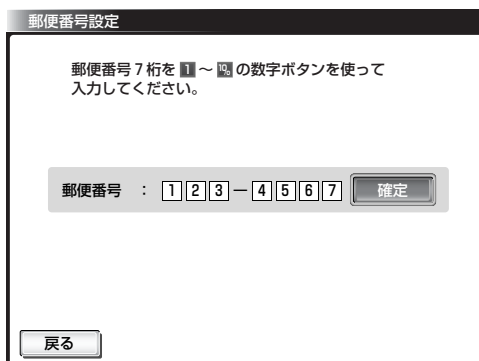 郵便番号設定
郵便番号7桁を 1 ~ 10 の数字ボタンを使って
入力してください。
郵便番号 : 1 2 3 ー 4 5 6 7 確定
戻る